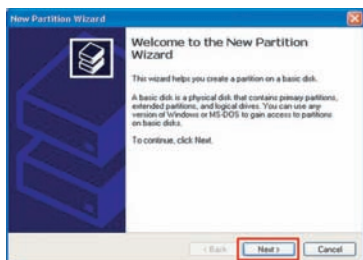 New Partition Wizard
Welcome to the New Partition
Wizard
This wizard helps you create a partition on a basic disk.
A basic disk is a physical disk that contains primary partitions,
extended partitions, and logical drives. You can use any
version of Windows or MS-DOS to gain access to partitions
on basic disks.
To continue, click Next.
< Back
Next >
Cancel